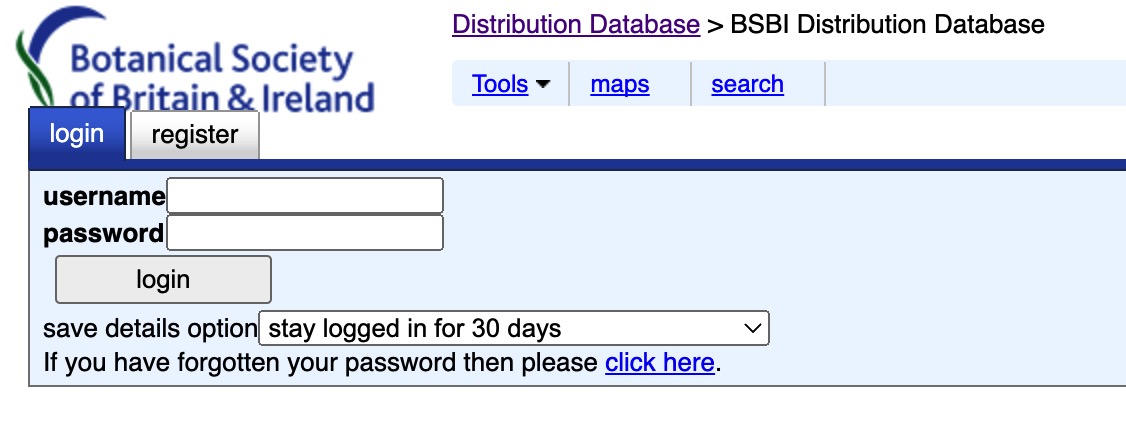 Botanical Society
of Britain & Ireland
Distribution Database > BSBI Distribution Database
Tools maps search
login register
username
password
login
save details option stay logged in for 30 days
If you have forgotten your password then please click here.